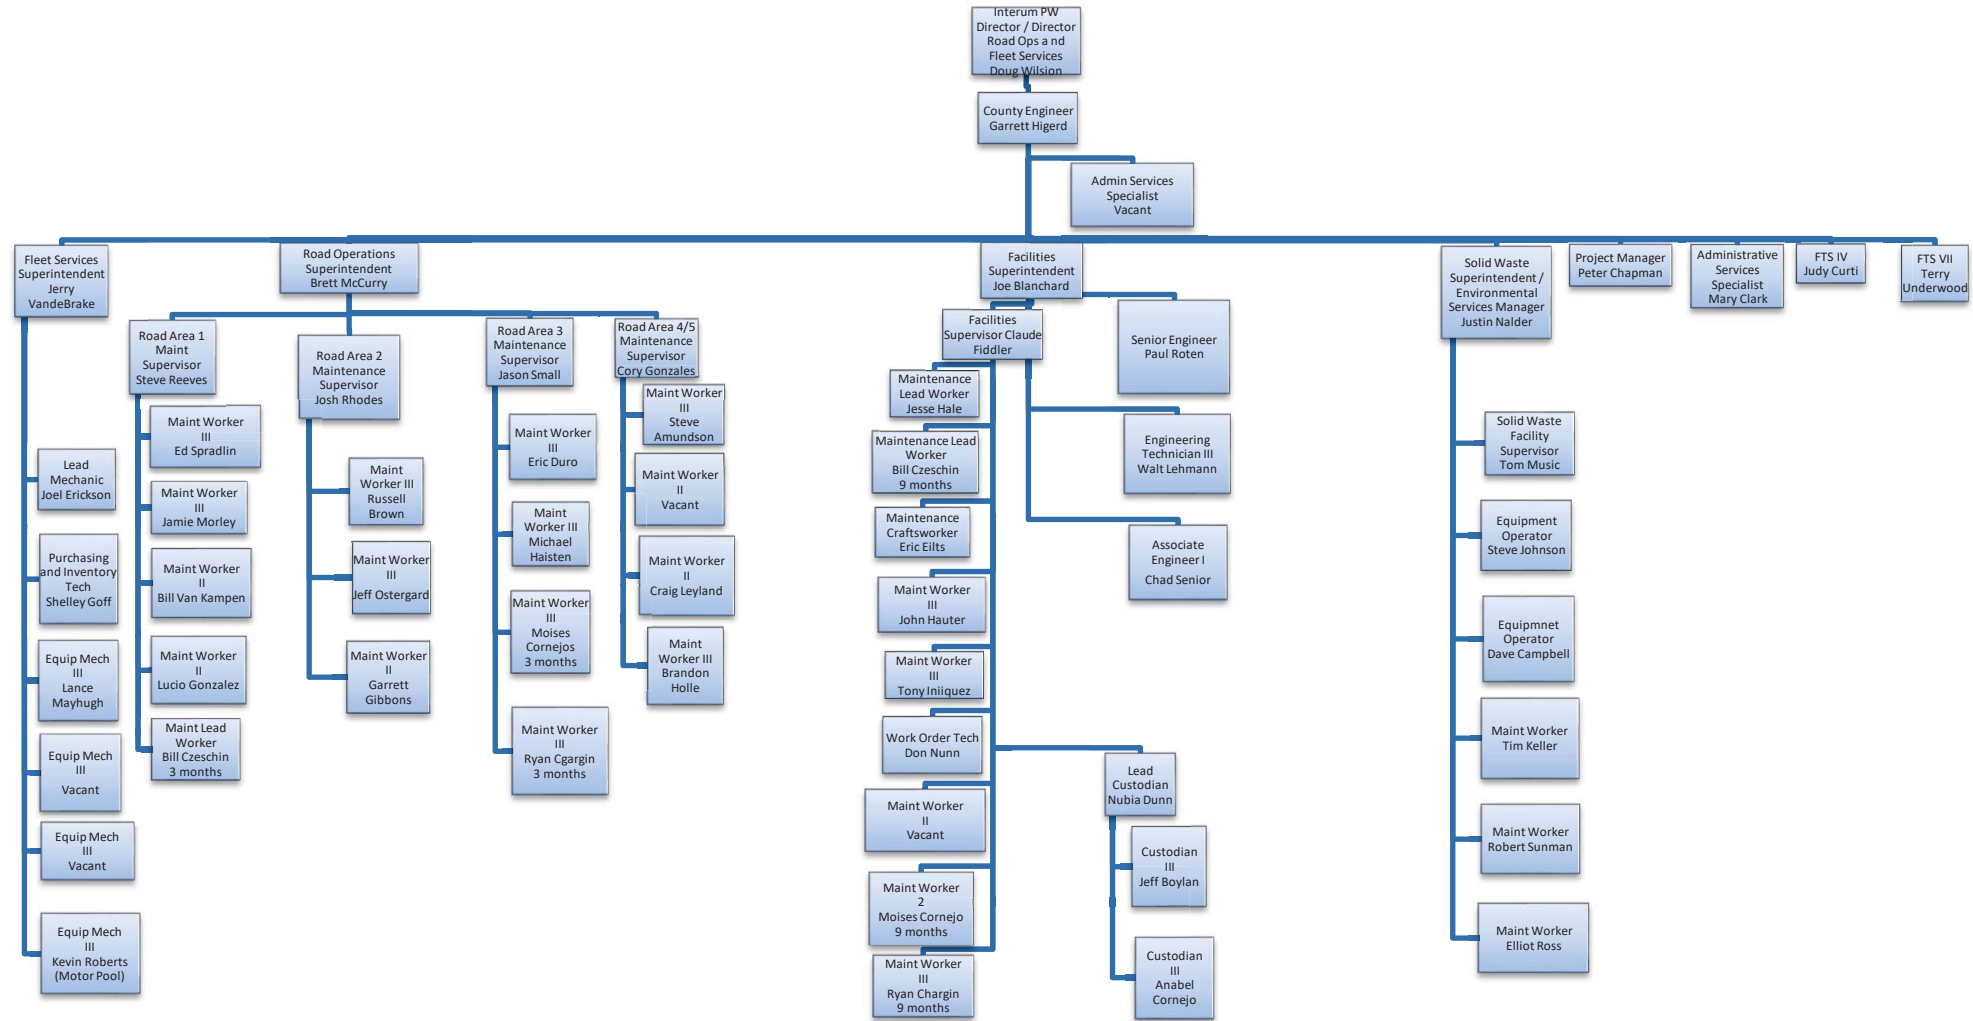 Interum PW
Director / Director
Road Ops a nd
Fleet Services
Doug Wilsion
County Engineer
Garrett Higerd
Admin Services
Specialist
Vacant
Fleet Services
Superintendent
Jerry
VandeBrake
Road Operations
Superintendent
Brett McCurry
Facilities
Superintendent
Joe Blanchard
Solid Waste
Superintendent /
Environmental
Services Manager
Justin Nalder
Project Manager
Peter Chapman
Administrative
Services
Specialist
Mary Clark
FTS IV
Judy Curti
FTS VII
Terry
Underwood
Lead
Mechanic
Joel Erickson
Purchasing
and Inventory
Tech
Shelley Goff
Equip Mech
III
Lance
Mayhugh
Equip Mech
III
Vacant
Equip Mech
III
Vacant
Equip Mech
III
Kevin Roberts
(Motor Pool)
Road Area 1
Maint
Supervisor
Steve Reeves
Maint Worker
III
Ed Spradlin
Maint Worker
III
Jamie Morley
Maint Worker
II
Bill Van Kampen
Maint Worker
II
Lucio Gonzalez
Maint Lead
Worker
Bill Czeschin
3 months
Road Area 2
Maintenance
Supervisor
Josh Rhodes
Maint
Worker III
Russell
Brown
Maint Worker
III
Jeff Ostergard
Maint Worker
II
Garrett
Gibbons
Road Area 3
Maintenance
Supervisor
Jason Small
Maint Worker
III
Eric Duro
Maint
Worker III
Michael
Haisten
Maint Worker
III
Moises
Cornejos
3 months
Maint Worker
III
Ryan Cgargin
3 months
Road Area 4/5
Maintenance
Supervisor
Cory Gonzales
Maint Worker
III
Steve
Amundson
Maint Worker
II
Vacant
Maint Worker
II
Craig Leyland
Maint
Worker III
Brandon
Holle
Facilities
Supervisor Claude
Fiddler
Maintenance
Lead Worker
Jesse Hale
Maintenance Lead
Worker
Bill Czeschin
9 months
Maintenance
Craftsworker
Eric Eilts
Maint Worker
III
John Hauter
Maint Worker
III
Tony Iniiquez
Work Order Tech
Don Nunn
Maint Worker
II
Vacant
Maint Worker
2
Moises Cornejo
9 months
Maint Worker
III
Ryan Chargin
9 months
Lead
Custodian
Nubia Dunn
Custodian
III
Jeff Boylan
Custodian
III
Anabel
Cornejo
Senior Engineer
Paul Roten
Engineering
Technician III
Walt Lehmann
Associate
Engineer I
Chad Senior
Solid Waste
Facility
Supervisor
Tom Music
Equipment
Operator
Steve Johnson
Equipmnet
Operator
Dave Campbell
Maint Worker
Tim Keller
Maint Worker
Robert Sunman
Maint Worker
Elliot Ross